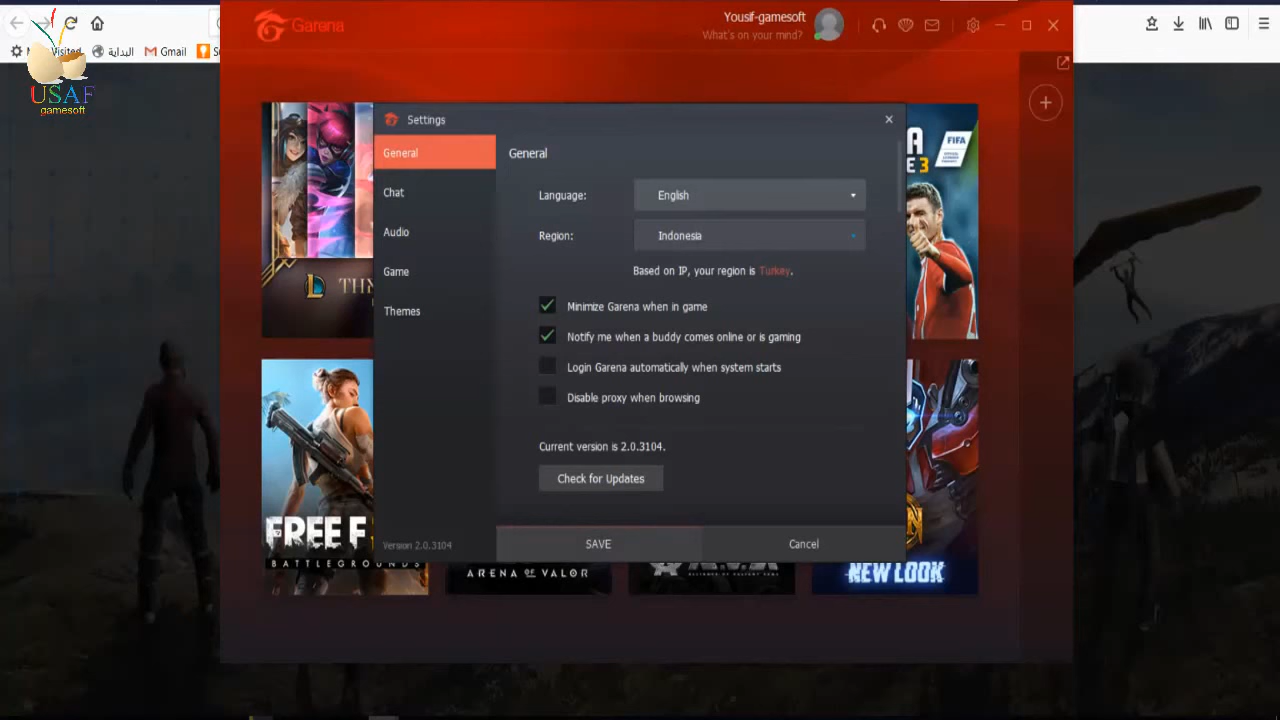 Garena
Yousif-gamesoft
What's on your mind?
Visited
البداية
Gmail
USAF
gamesoft
Settings
General
Chat
Audio
Game
Themes
Version 2.0.3104
General
Language:
English
Region:
Indonesia
Based on IP, your region is Turkey.
Minimize Garena when in game
Notify me when a buddy comes online or is gaming
Login Garena automatically when system starts
Disable proxy when browsing
Current version is 2.0.3104.
Check for Updates
SAVE
Cancel
FIFA
3
FREE F
BATTLEGROUNDS
ARENA OF VALOR
NEW LOOK